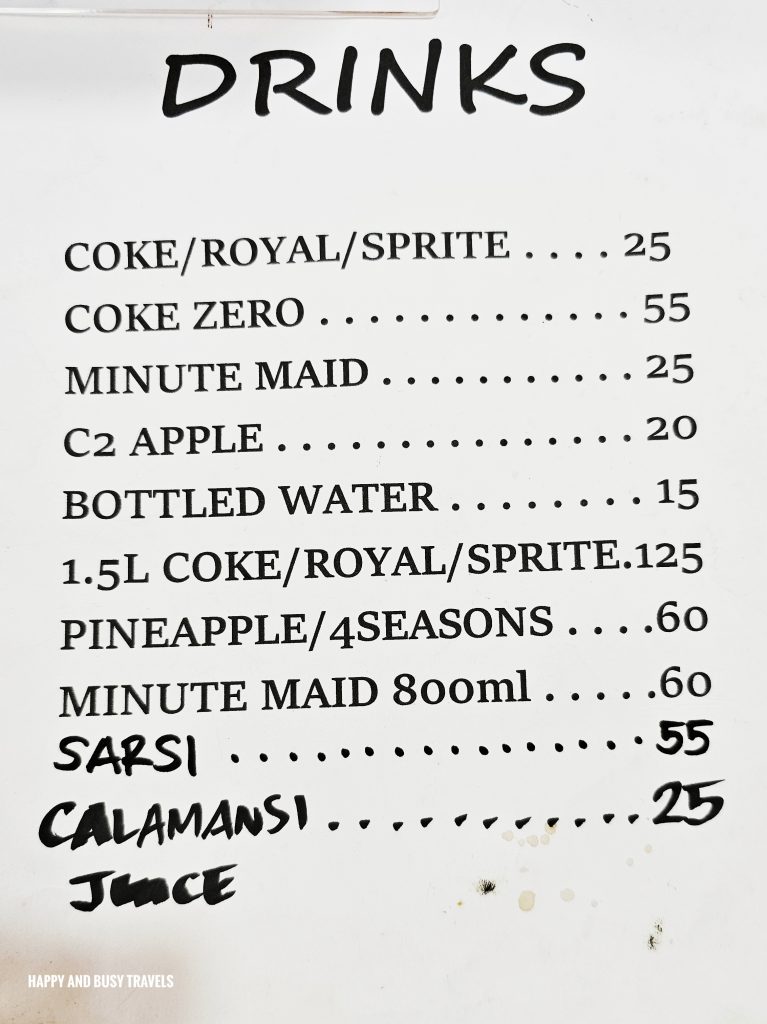 DRINKS
COKE/ROYAL/SPRITE . . . . 25
COKE ZERO . . . . . . . . . . . . . 55
MINUTE MAID . . . . . . . . . . . 25
C2 APPLE . . . . . . . . . . . . . . . 20
BOTTLED WATER . . . . . . . . 15
1.5L COKE/ROYAL/SPRITE.125
PINEAPPLE/4SEASONS . . . .60
MINUTE MAID 800ml . . . . .60
SARSI . . . . . . . . . . . . . . . . 55
CALAMANSI . . . . . . . . . . .25
JUICE
HAPPY AND BUSY TRAVELS